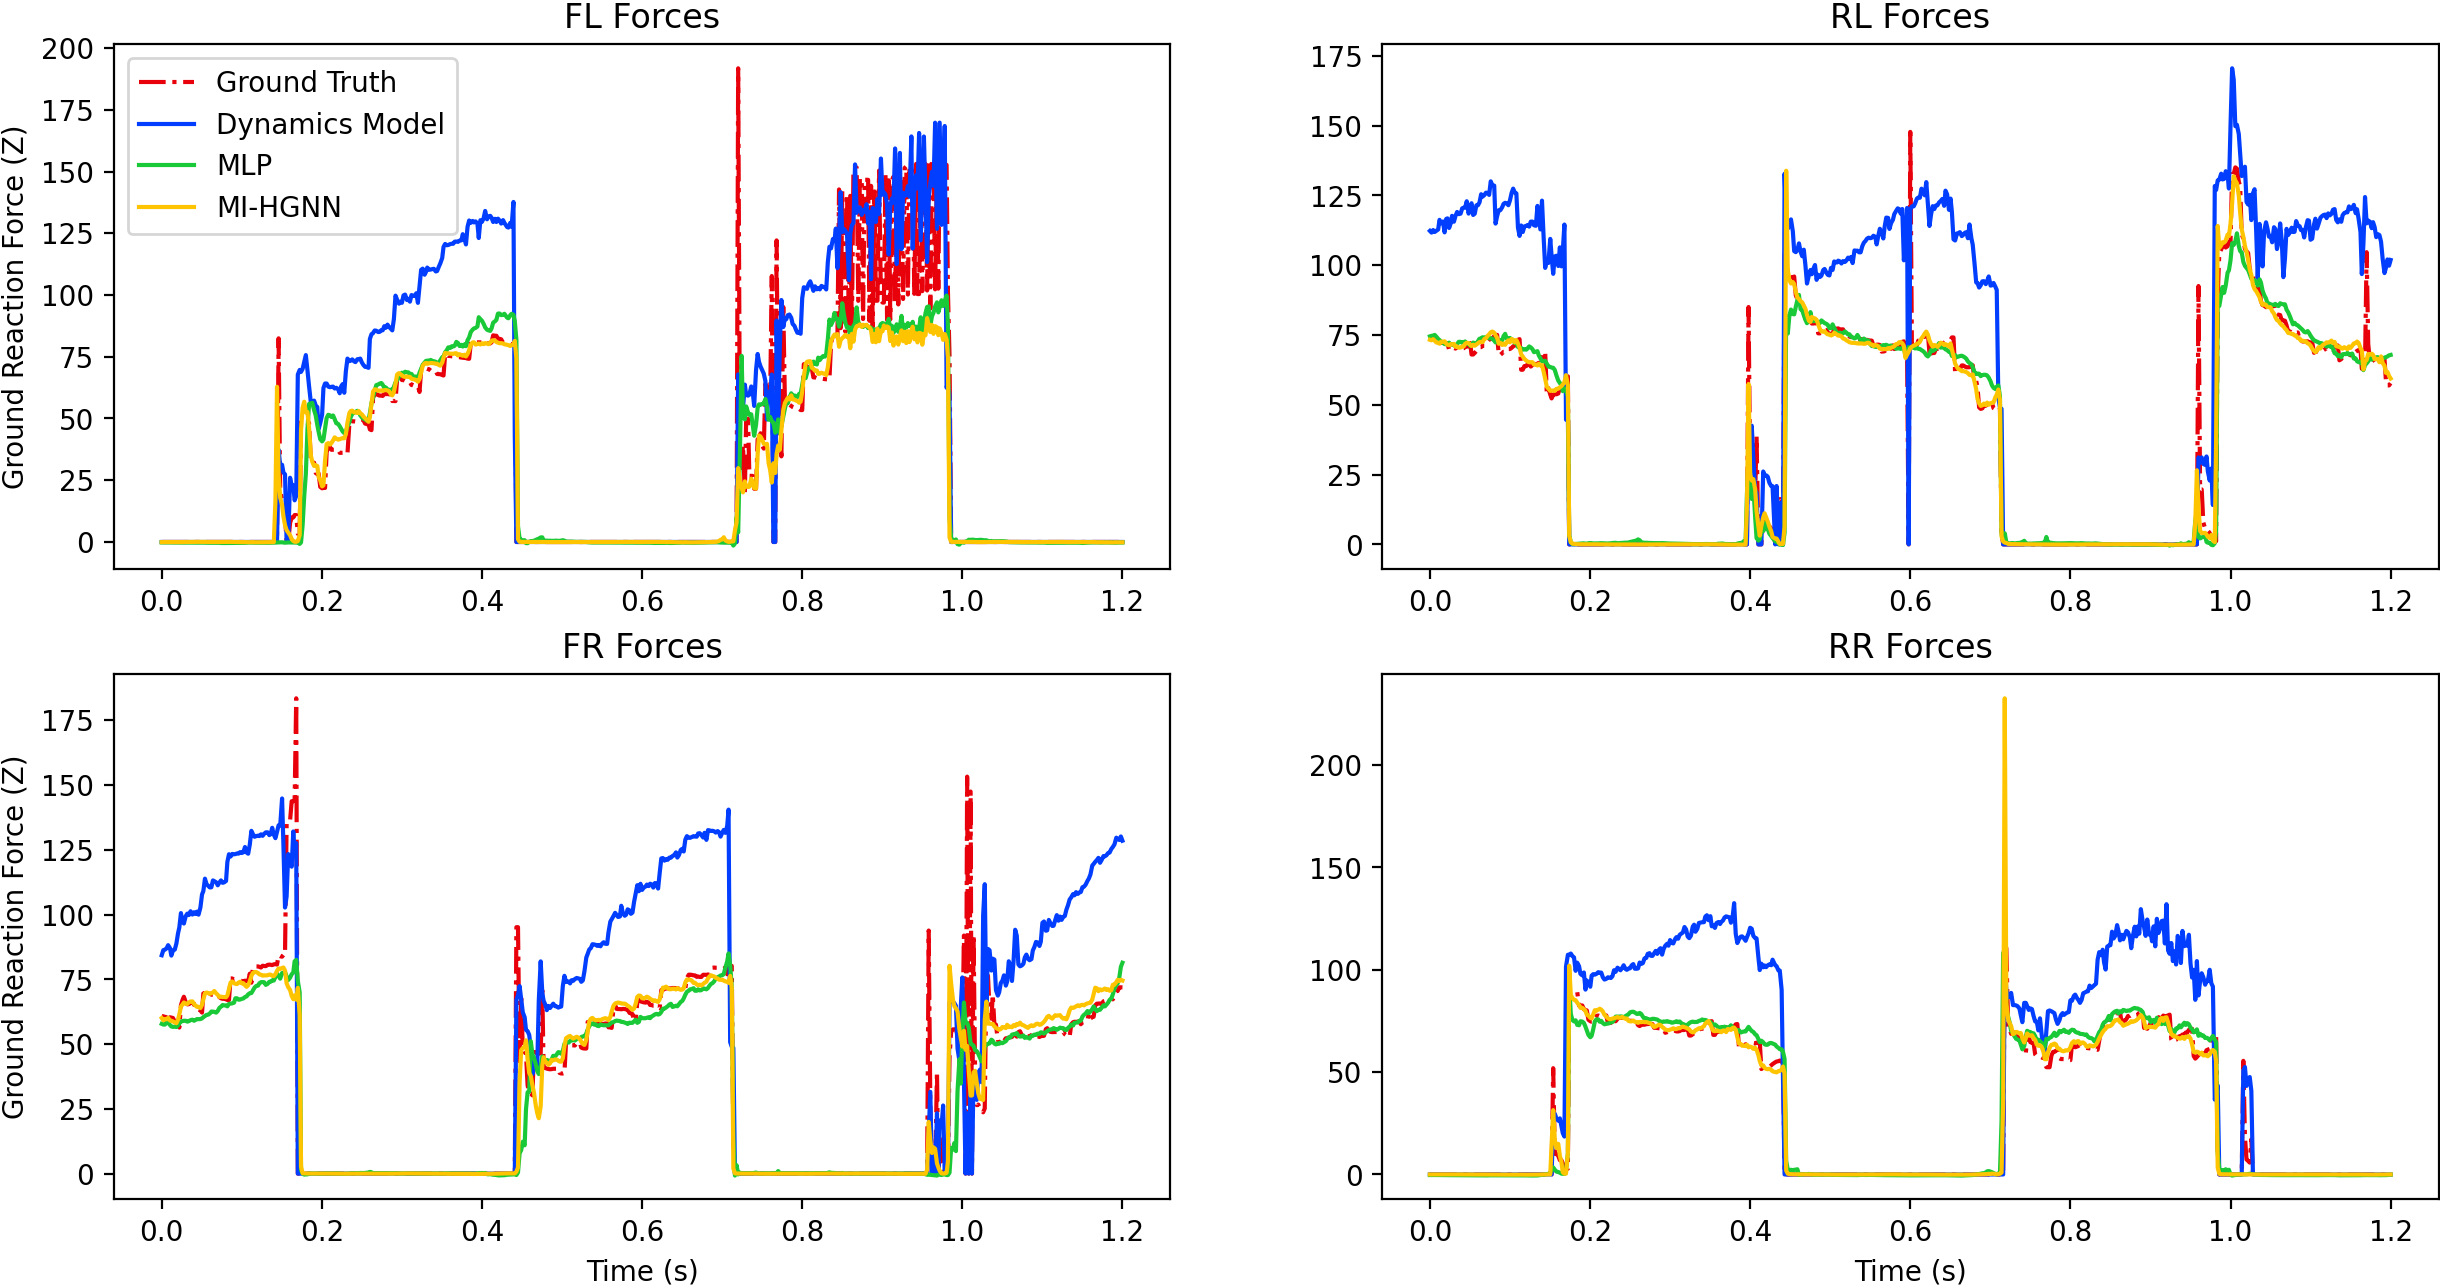 FL Forces
Ground Reaction Force (Z)
200
175
150
125
100
75
50
25
0
Ground Truth
Dynamics Model
MLP
MI-HGNN
0.0 0.2 0.4 0.6 0.8 1.0 1.2
RL Forces
175
150
125
100
75
50
25
0
0.0 0.2 0.4 0.6 0.8 1.0 1.2
FR Forces
Ground Reaction Force (Z)
175
150
125
100
75
50
25
0
0.0 0.2 0.4 0.6 0.8 1.0 1.2
Time (s)
RR Forces
200
150
100
50
0
0.0 0.2 0.4 0.6 0.8 1.0 1.2
Time (s)